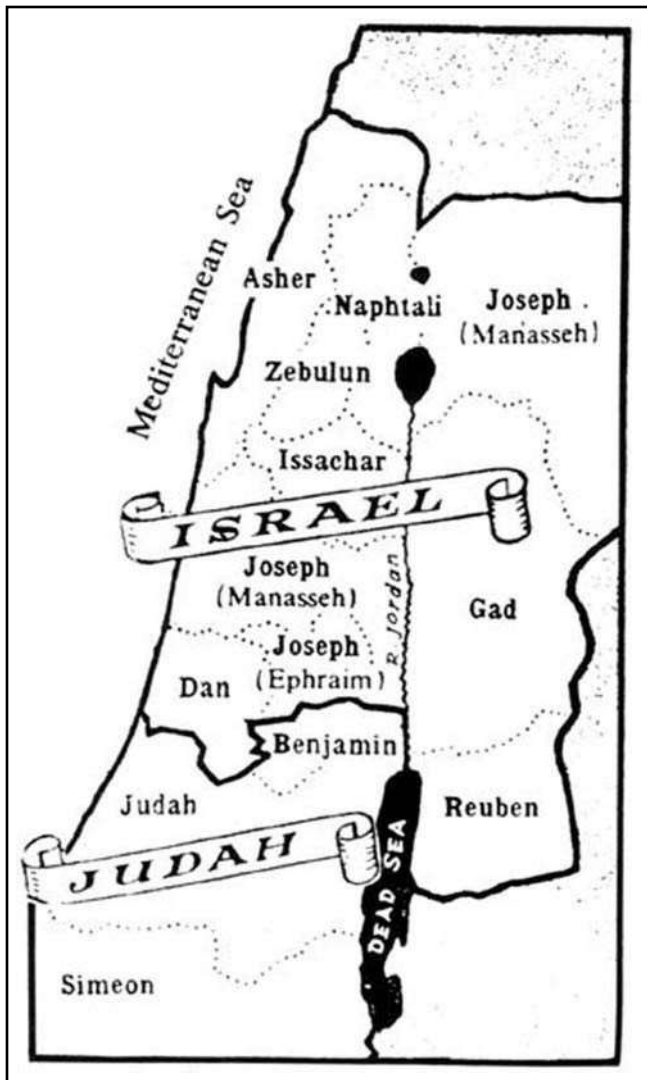 Mediterranean Sea
Asher
Naphtali
Joseph
(Manasseh)
Zebulun
Issachar
ISRAEL
Joseph
(Manasseh)
R. Jordan
Gad
Joseph
(Ephraim)
Dan
Benjamin
Judah
Reuben
JUDAH
DEAD SEA
Simeon